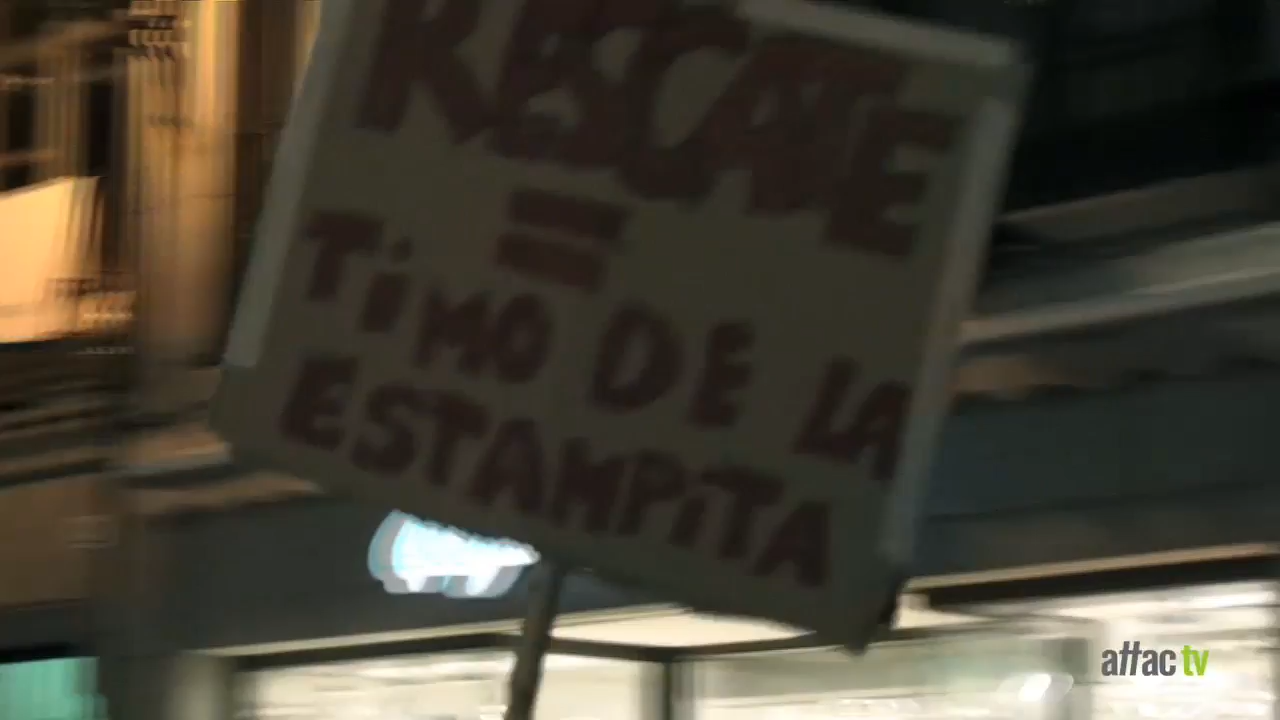 RESCATE
=
TiMO DE LA
ESTAMPiTA
attac tv